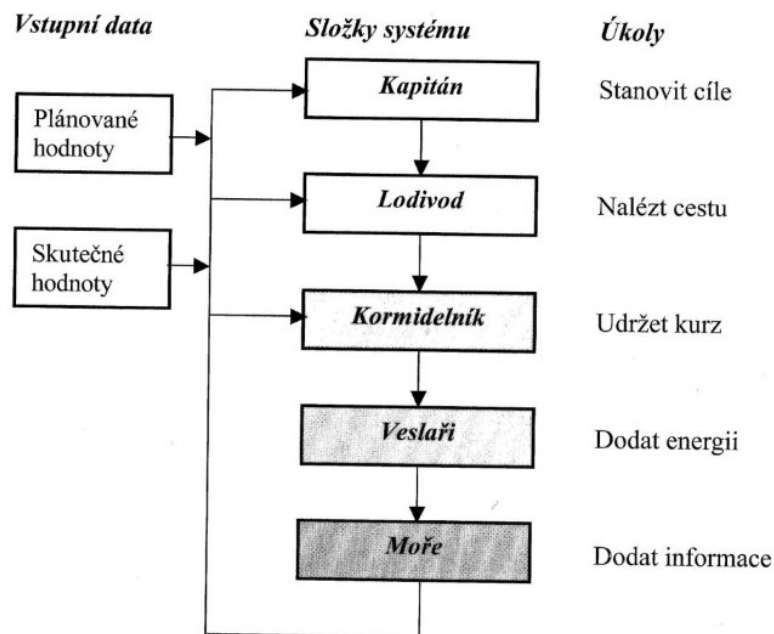 Vstupní data
Složky systému
Úkoly
Kapitán
Stanovit cíle
Plánované
hodnoty
Lodivod
Nalézt cestu
Skutečné
hodnoty
Kormidelník
Udržet kurz
Veslaři
Dodat energii
Moře
Dodat informace